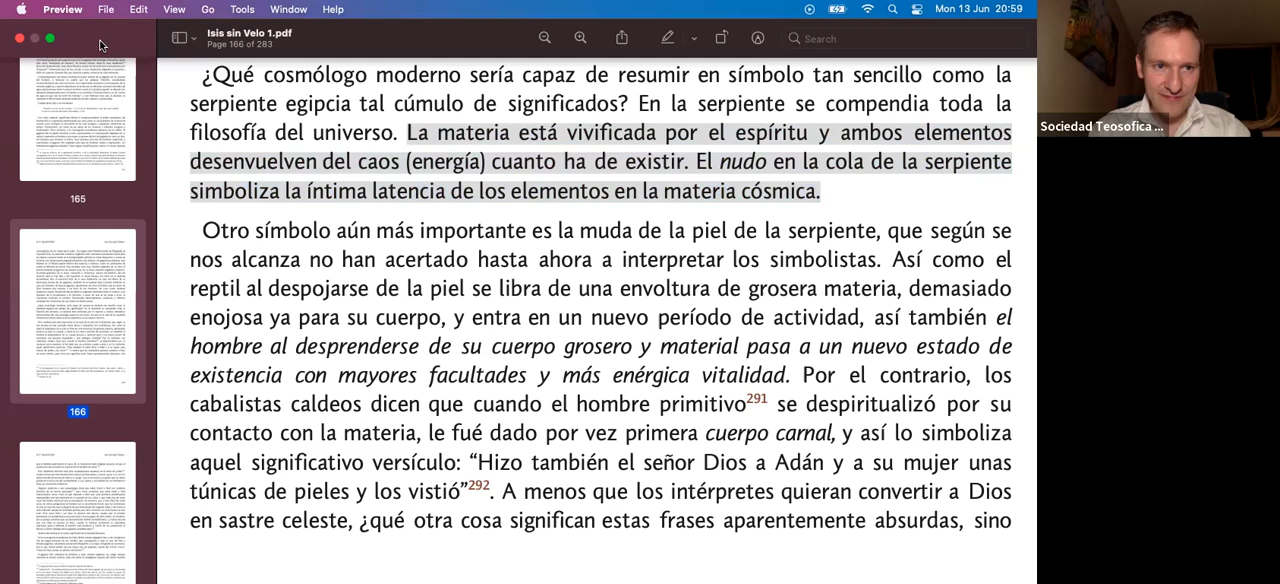 Preview File Edit View Go Tools Window Help Mon 13 Jun 20:59
Isis sin Velo 1.pdf
Page 166 of 283
Search
¿Qué cosmólogo moderno será capaz de resumir en símbolo tan sencillo como la
serpiente egipcia tal cúmulo de significados? En la serpiente se compendia toda la
filosofía del universo. La materia está vivificada por el espíritu y ambos elementos
desenvuelven del caos (energía) cuanto ha de existir. El nudo en la cola de la serpiente
simboliza la íntima latencia de los elementos en la materia cósmica.
Otro símbolo aún más importante es la muda de la piel de la serpiente, que según se
nos alcanza no han acertado hasta ahora a interpretar los simbolistas. Así como el
reptil al dejar la piel se libra de una envoltura de grosera materia, demasiado
embarazosa ya para su cuerpo, y entra en un nuevo período de actividad, así también el
hombre al desprenderse del cuerpo grosero y material pasa a un nuevo estado de
existencia con mayores facultades y más enérgica vitalidad. Por el contrario, los
cabalistas caldeos dicen que cuando el hombre primitivo291 se despiritualizó por su
contacto con la materia, le fué dado por vez primera cuerpo carnal, y así lo simboliza
aquel significativo versículo: “Hizo también el señor Dios a Adán y a su mujer unas
túnicas de pieles y los vistió”292. A menos que los intérpretes quieran convertir a Dios
en sastre celeste, ¿qué otra cosa significan estas frases aparentemente absurdas, sino
165
166
Sociedad Teosofica ...